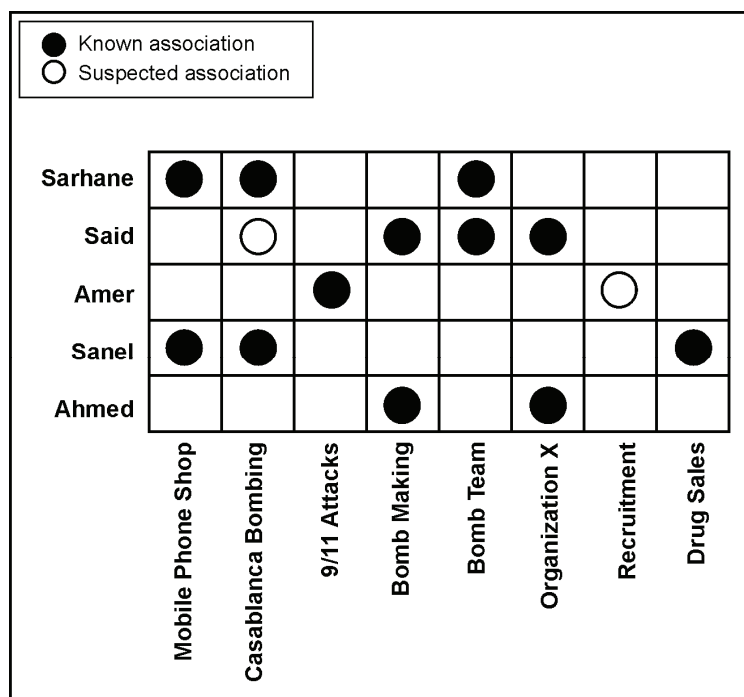 Known association
Suspected association
Sarhane
Said
Amer
Sanel
Ahmed
Mobile Phone Shop
Casablanca Bombing
9/11 Attacks
Bomb Making
Bomb Team
Organization X
Recruitment
Drug Sales